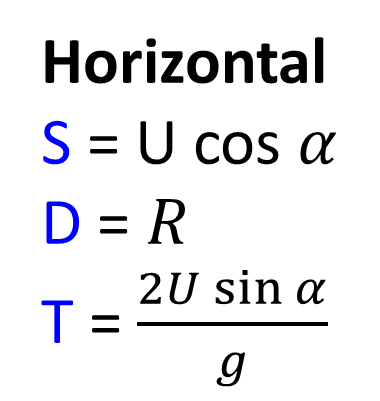 Horizontal
S = U cos α
D = R
T = 2U sin α / g